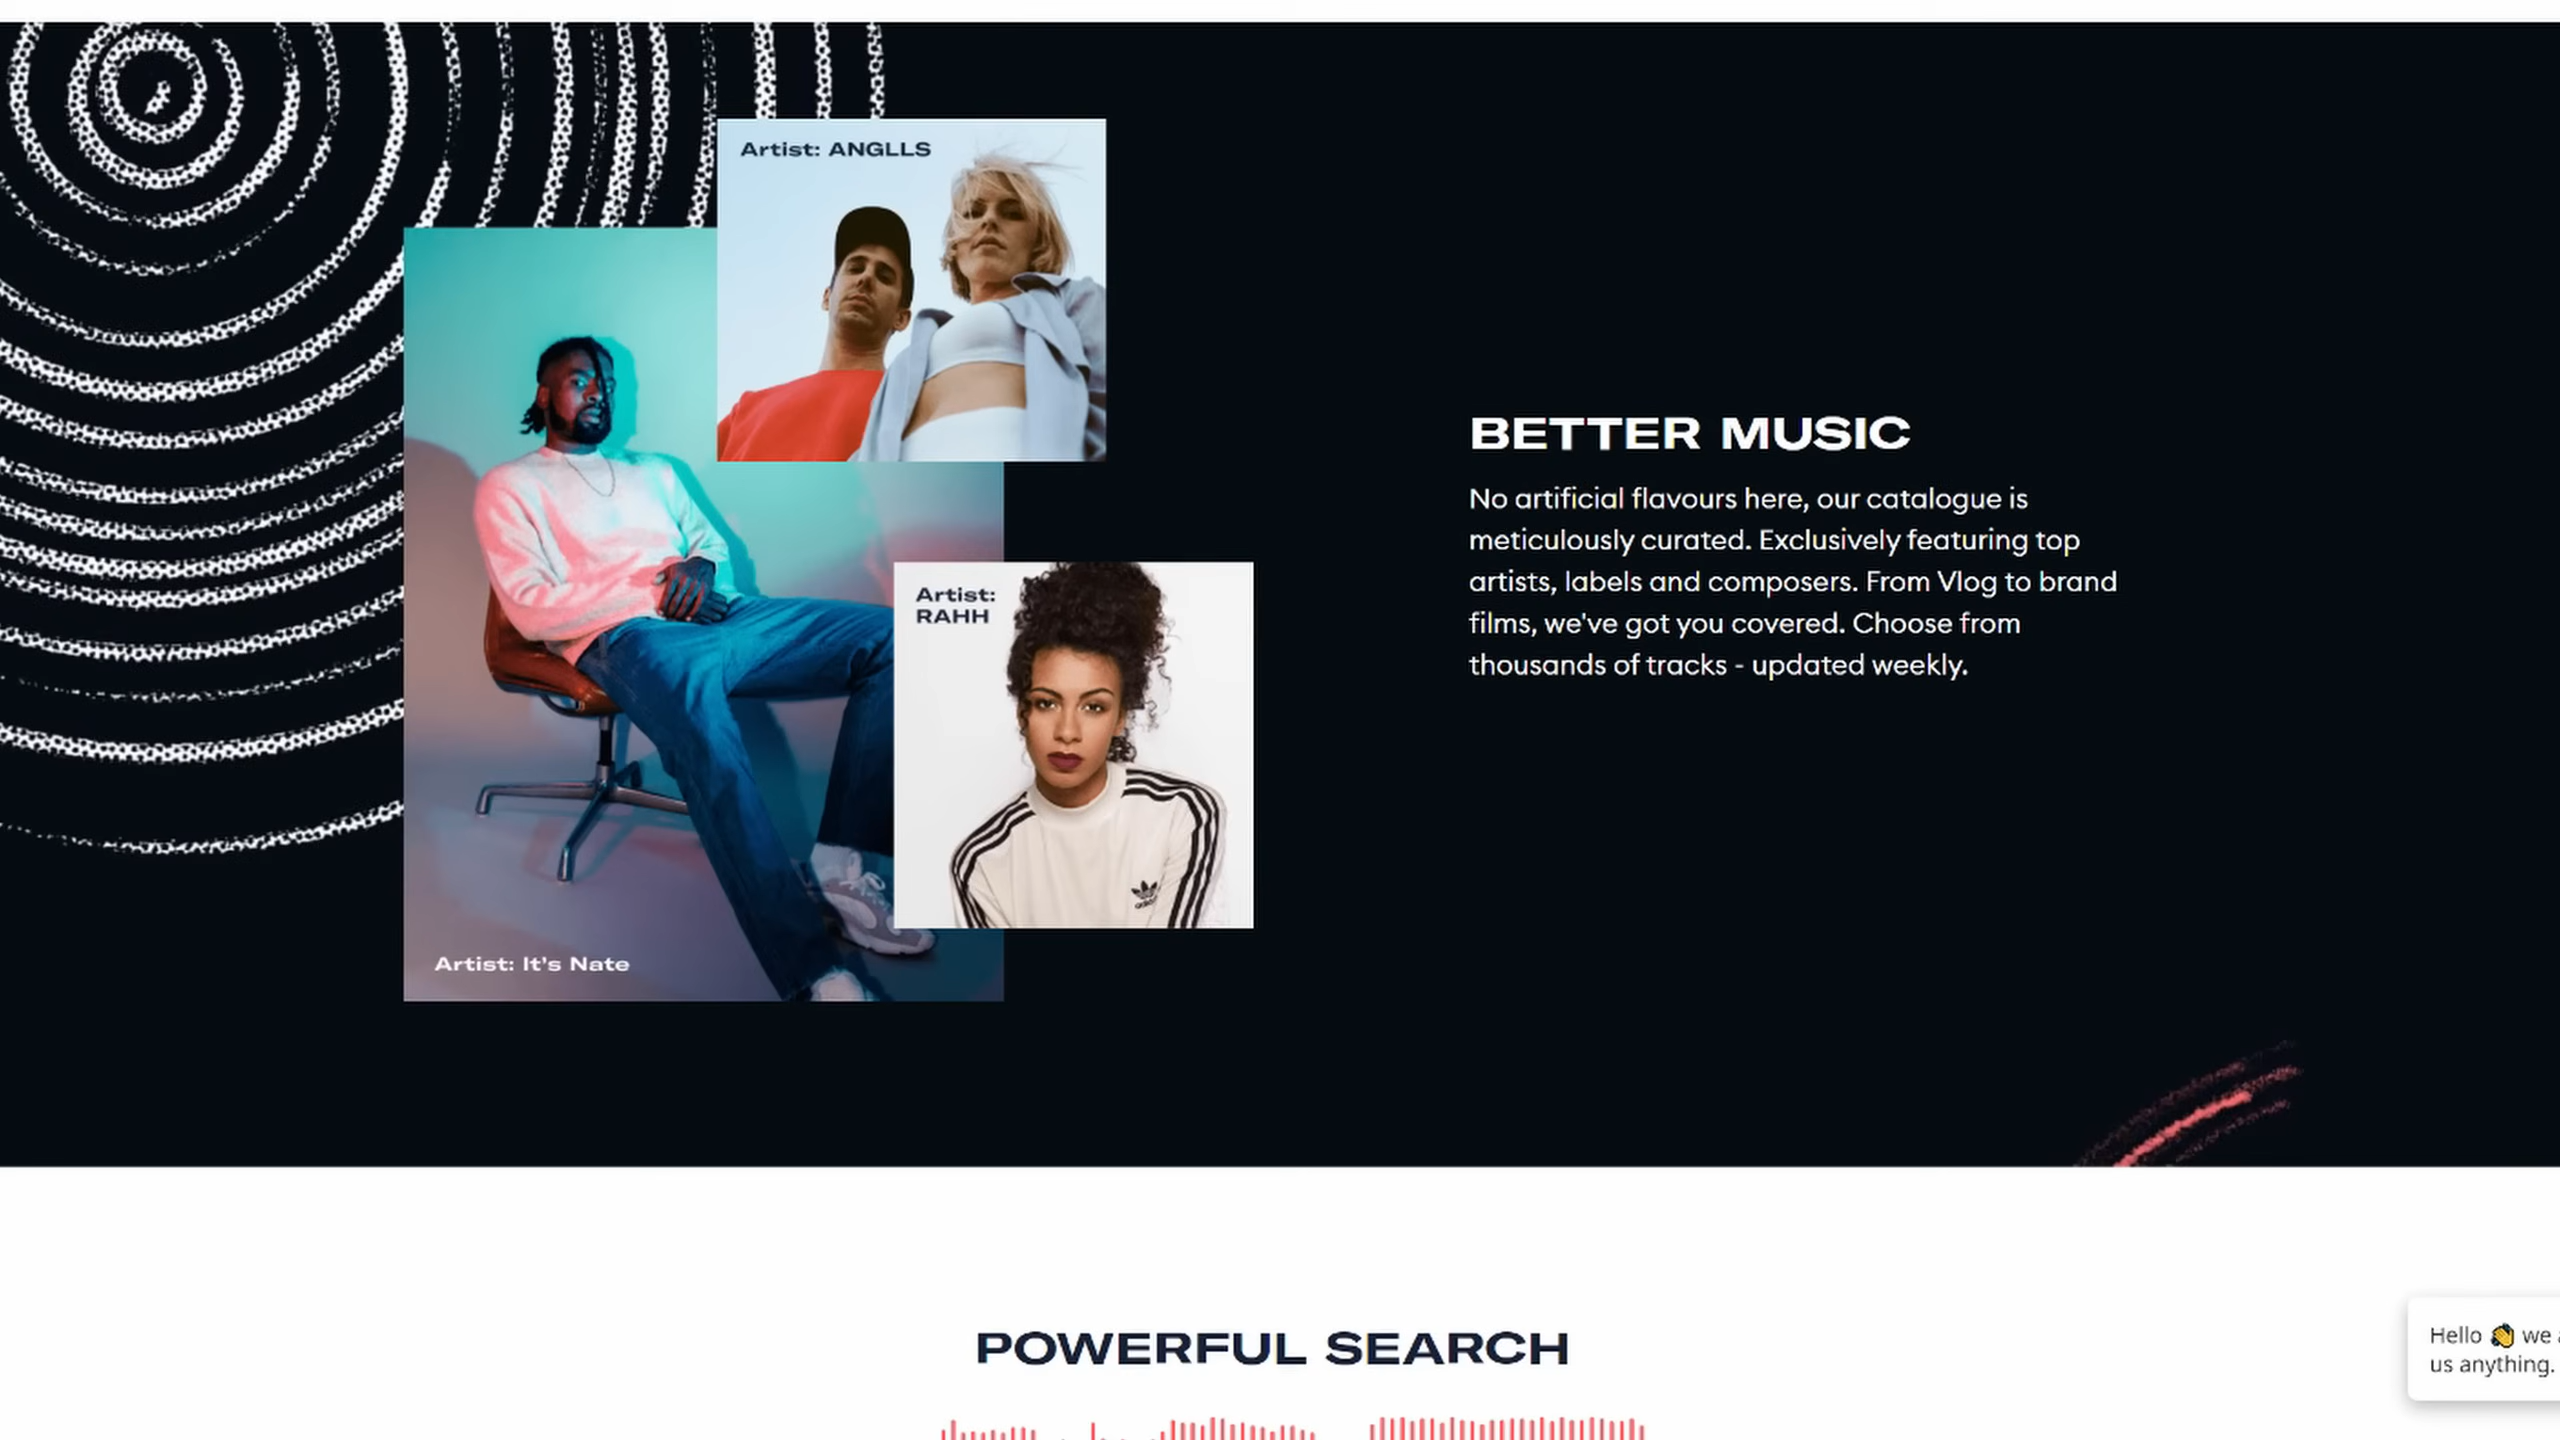 Artist: ANGLLS
Artist:
RAHH
Artist: It's Nate
BETTER MUSIC
No artificial flavours here, our catalogue is
meticulously curated. Exclusively featuring top
artists, labels and composers. From Vlog to brand
films, we've got you covered. Choose from
thousands of tracks - updated weekly.
POWERFUL SEARCH
Hello 👋 we
us anything.